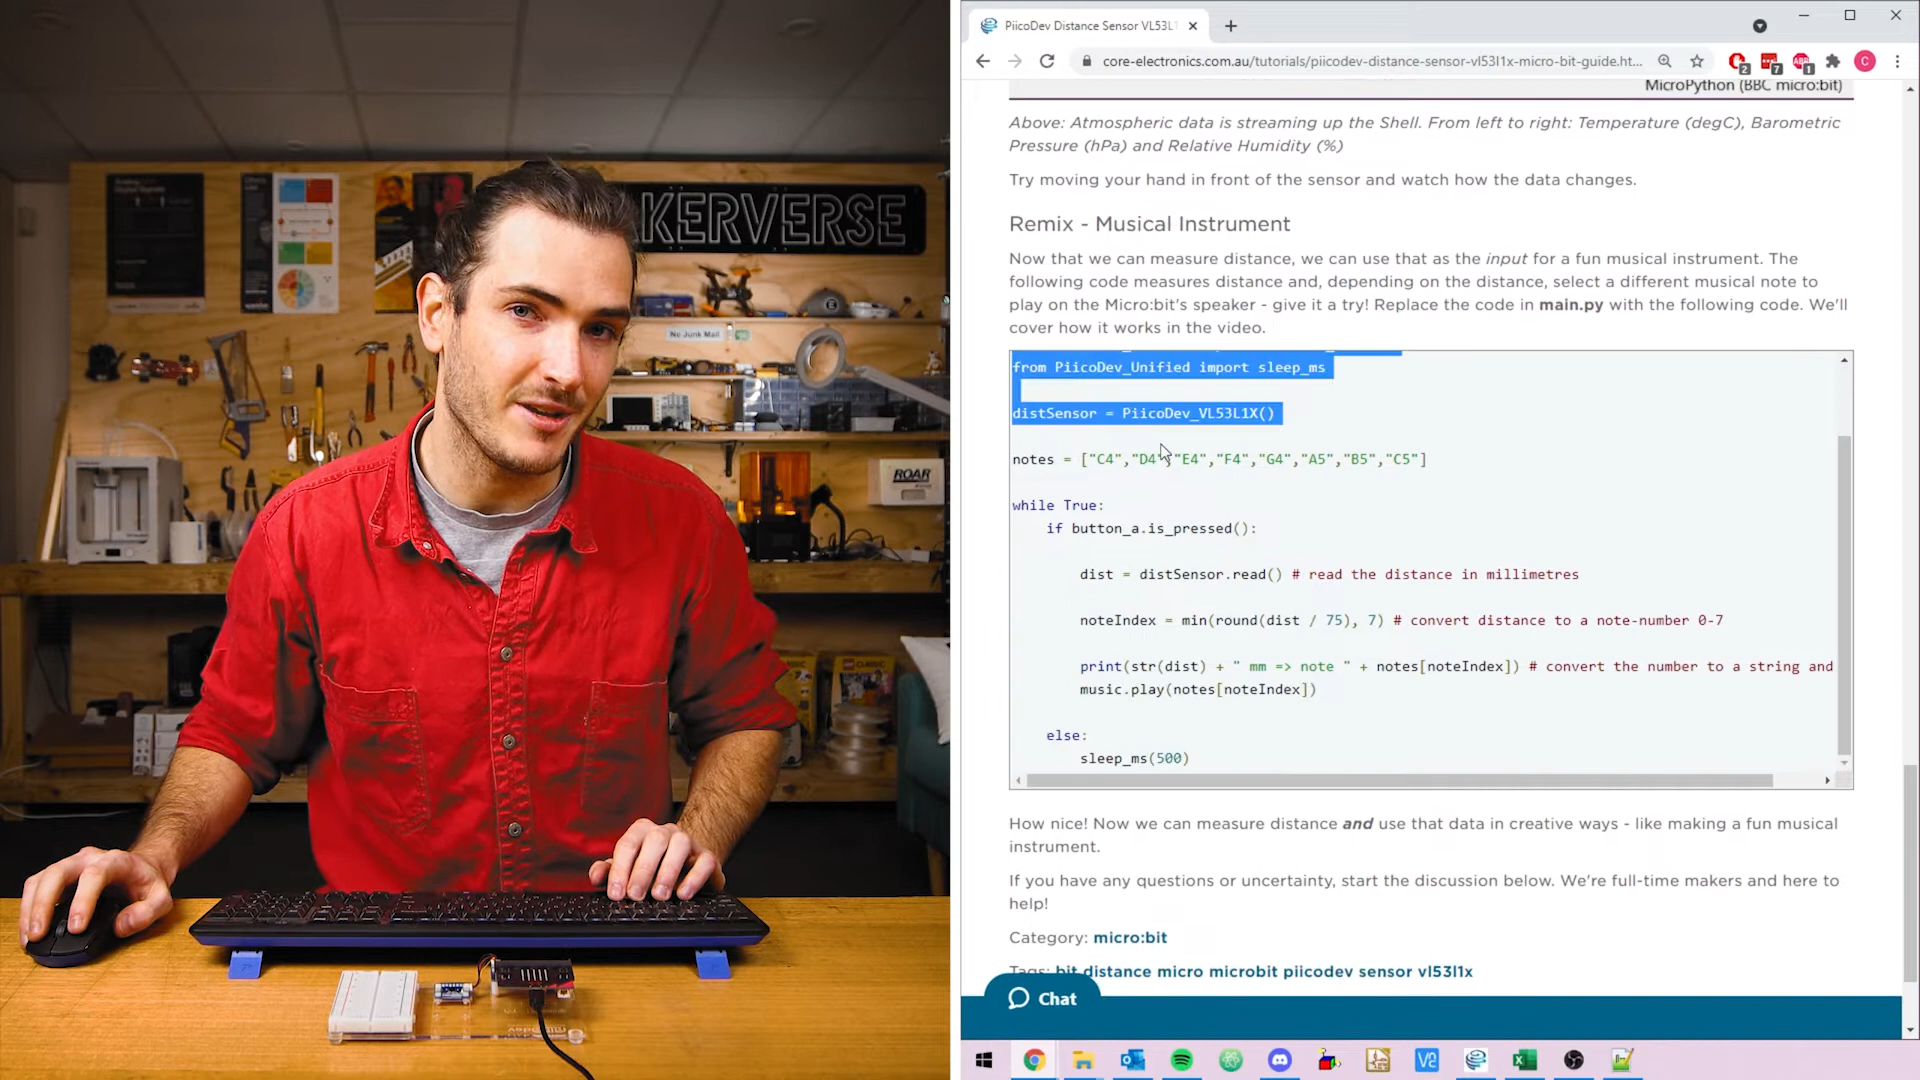 KERVERSE
No Junk Mail
ROAR
PiicoDev Distance Sensor VL53L1
core-electronics.com.au/tutorials/piicodev-distance-sensor-vl53l1x-micro-bit-guide.ht...
2
7
1
C
MicroPython (BBC micro:bit)
Above: Atmospheric data is streaming up the Shell. From left to right: Temperature (degC), Barometric
Pressure (hPa) and Relative Humidity (%)
Try moving your hand in front of the sensor and watch how the data changes.
Remix - Musical Instrument
Now that we can measure distance, we can use that as the input for a fun musical instrument. The
following code measures distance and, depending on the distance, select a different musical note to
play on the Micro:bit's speaker - give it a try! Replace the code in main.py with the following code. We'll
cover how it works in the video.
from PiicoDev_Unified import sleep_ms
distSensor = PiicoDev_VL53L1X()
notes = ["C4","D4","E4","F4","G4","A5","B5","C5"]
while True:
if button_a.is_pressed():
dist = distSensor.read() # read the distance in millimetres
noteIndex = min(round(dist / 75), 7) # convert distance to a note-number 0-7
print(str(dist) + " mm => note " + notes[noteIndex]) # convert the number to a string and
music.play(notes[noteIndex])
else:
sleep_ms(500)
How nice! Now we can measure distance and use that data in creative ways - like making a fun musical
instrument.
If you have any questions or uncertainty, start the discussion below. We're full-time makers and here to
help!
Category: micro:bit
Tags: bit distance micro microbit piicodev sensor vl53l1x
Chat